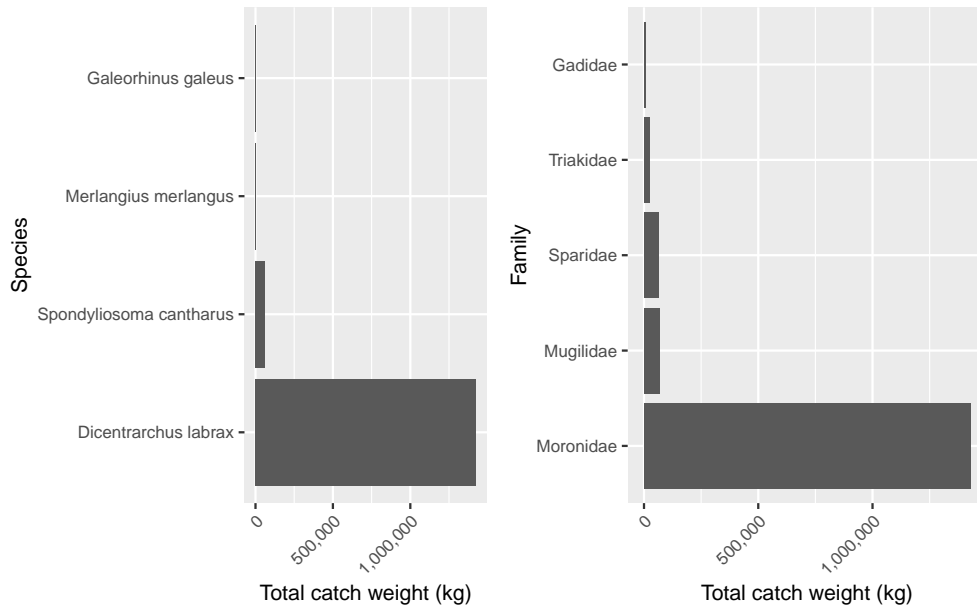 Species
Galeorhinus galeus
Merlangius merlangus
Spondyliosoma cantharus
Dicentrarchus labrax
0
500,000
1,000,000
Total catch weight (kg)
Family
Gadidae
Triakidae
Sparidae
Mugilidae
Moronidae
0
500,000
1,000,000
Total catch weight (kg)